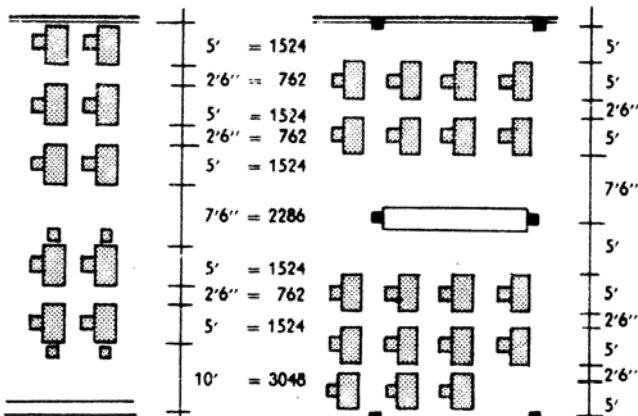 5' = 1524
2'6'' = 762
5' = 1524
2'6'' = 762
5' = 1524
7'6'' = 2286
5' = 1524
2'6'' = 762
5' = 1524
10' = 3048
5'
5'
2'6''
5'
7'6''
5'
5'
2'6''
5'
2'6''
5'